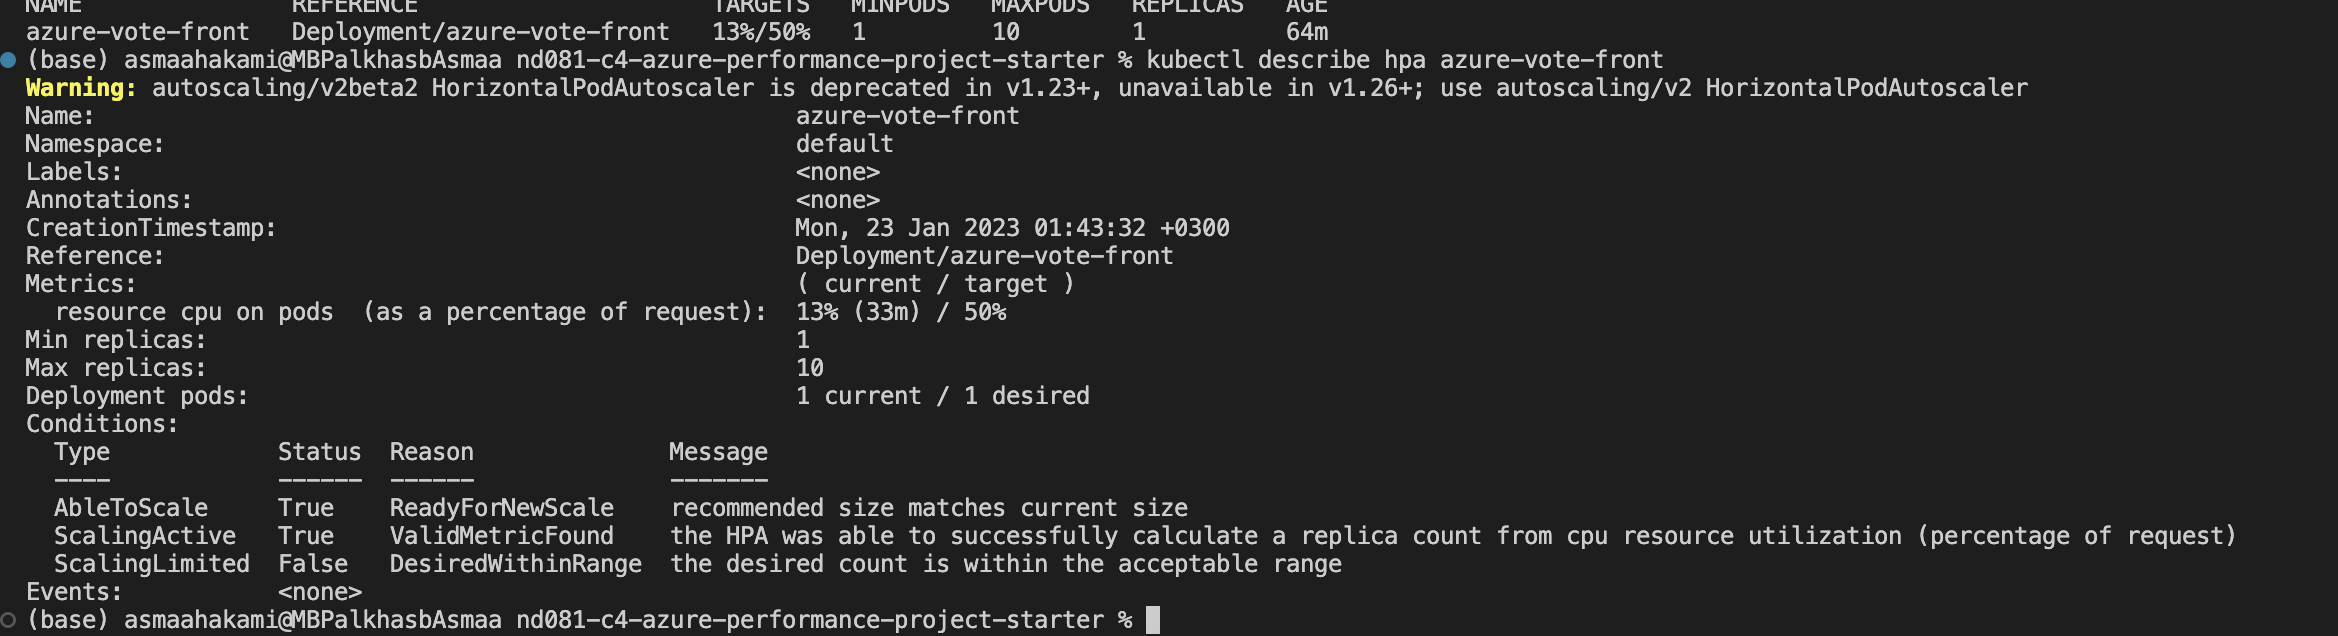 NAME REFERENCE TARGETS MINPODS MAXPODS REPLICAS AGE
azure-vote-front Deployment/azure-vote-front 13%/50% 1 10 1 64m
(base) asmaahakami@MBPalkhasbAsmaa nd081-c4-azure-performance-project-starter % kubectl describe hpa azure-vote-front
Warning: autoscaling/v2beta2 HorizontalPodAutoscaler is deprecated in v1.23+, unavailable in v1.26+; use autoscaling/v2 HorizontalPodAutoscaler
Name: azure-vote-front
Namespace: default
Labels: <none>
Annotations: <none>
CreationTimestamp: Mon, 23 Jan 2023 01:43:32 +0300
Reference: Deployment/azure-vote-front
Metrics: ( current / target )
resource cpu on pods (as a percentage of request): 13% (33m) / 50%
Min replicas: 1
Max replicas: 10
Deployment pods: 1 current / 1 desired
Conditions:
Type Status Reason Message
---- ------ ------ -------
AbleToScale True ReadyForNewScale recommended size matches current size
ScalingActive True ValidMetricFound the HPA was able to successfully calculate a replica count from cpu resource utilization (percentage of request)
ScalingLimited False DesiredWithinRange the desired count is within the acceptable range
Events: <none>
(base) asmaahakami@MBPalkhasbAsmaa nd081-c4-azure-performance-project-starter %